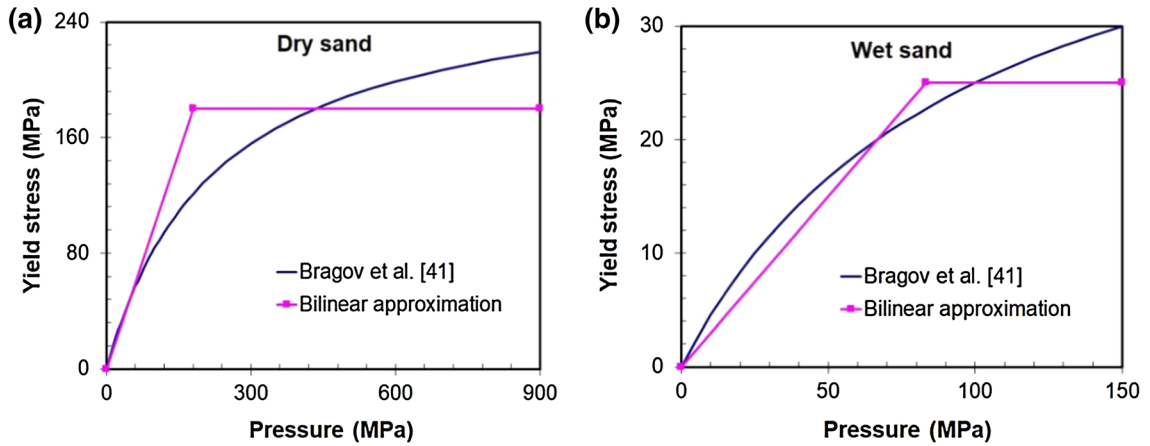 (a)
Dry sand
Yield stress (MPa)
240
160
80
0
Bragov et al. [41]
Bilinear approximation
0 300 600 900
Pressure (MPa)
(b)
Wet sand
Yield stress (MPa)
30
20
10
0
Bragov et al. [41]
Bilinear approximation
0 50 100 150
Pressure (MPa)